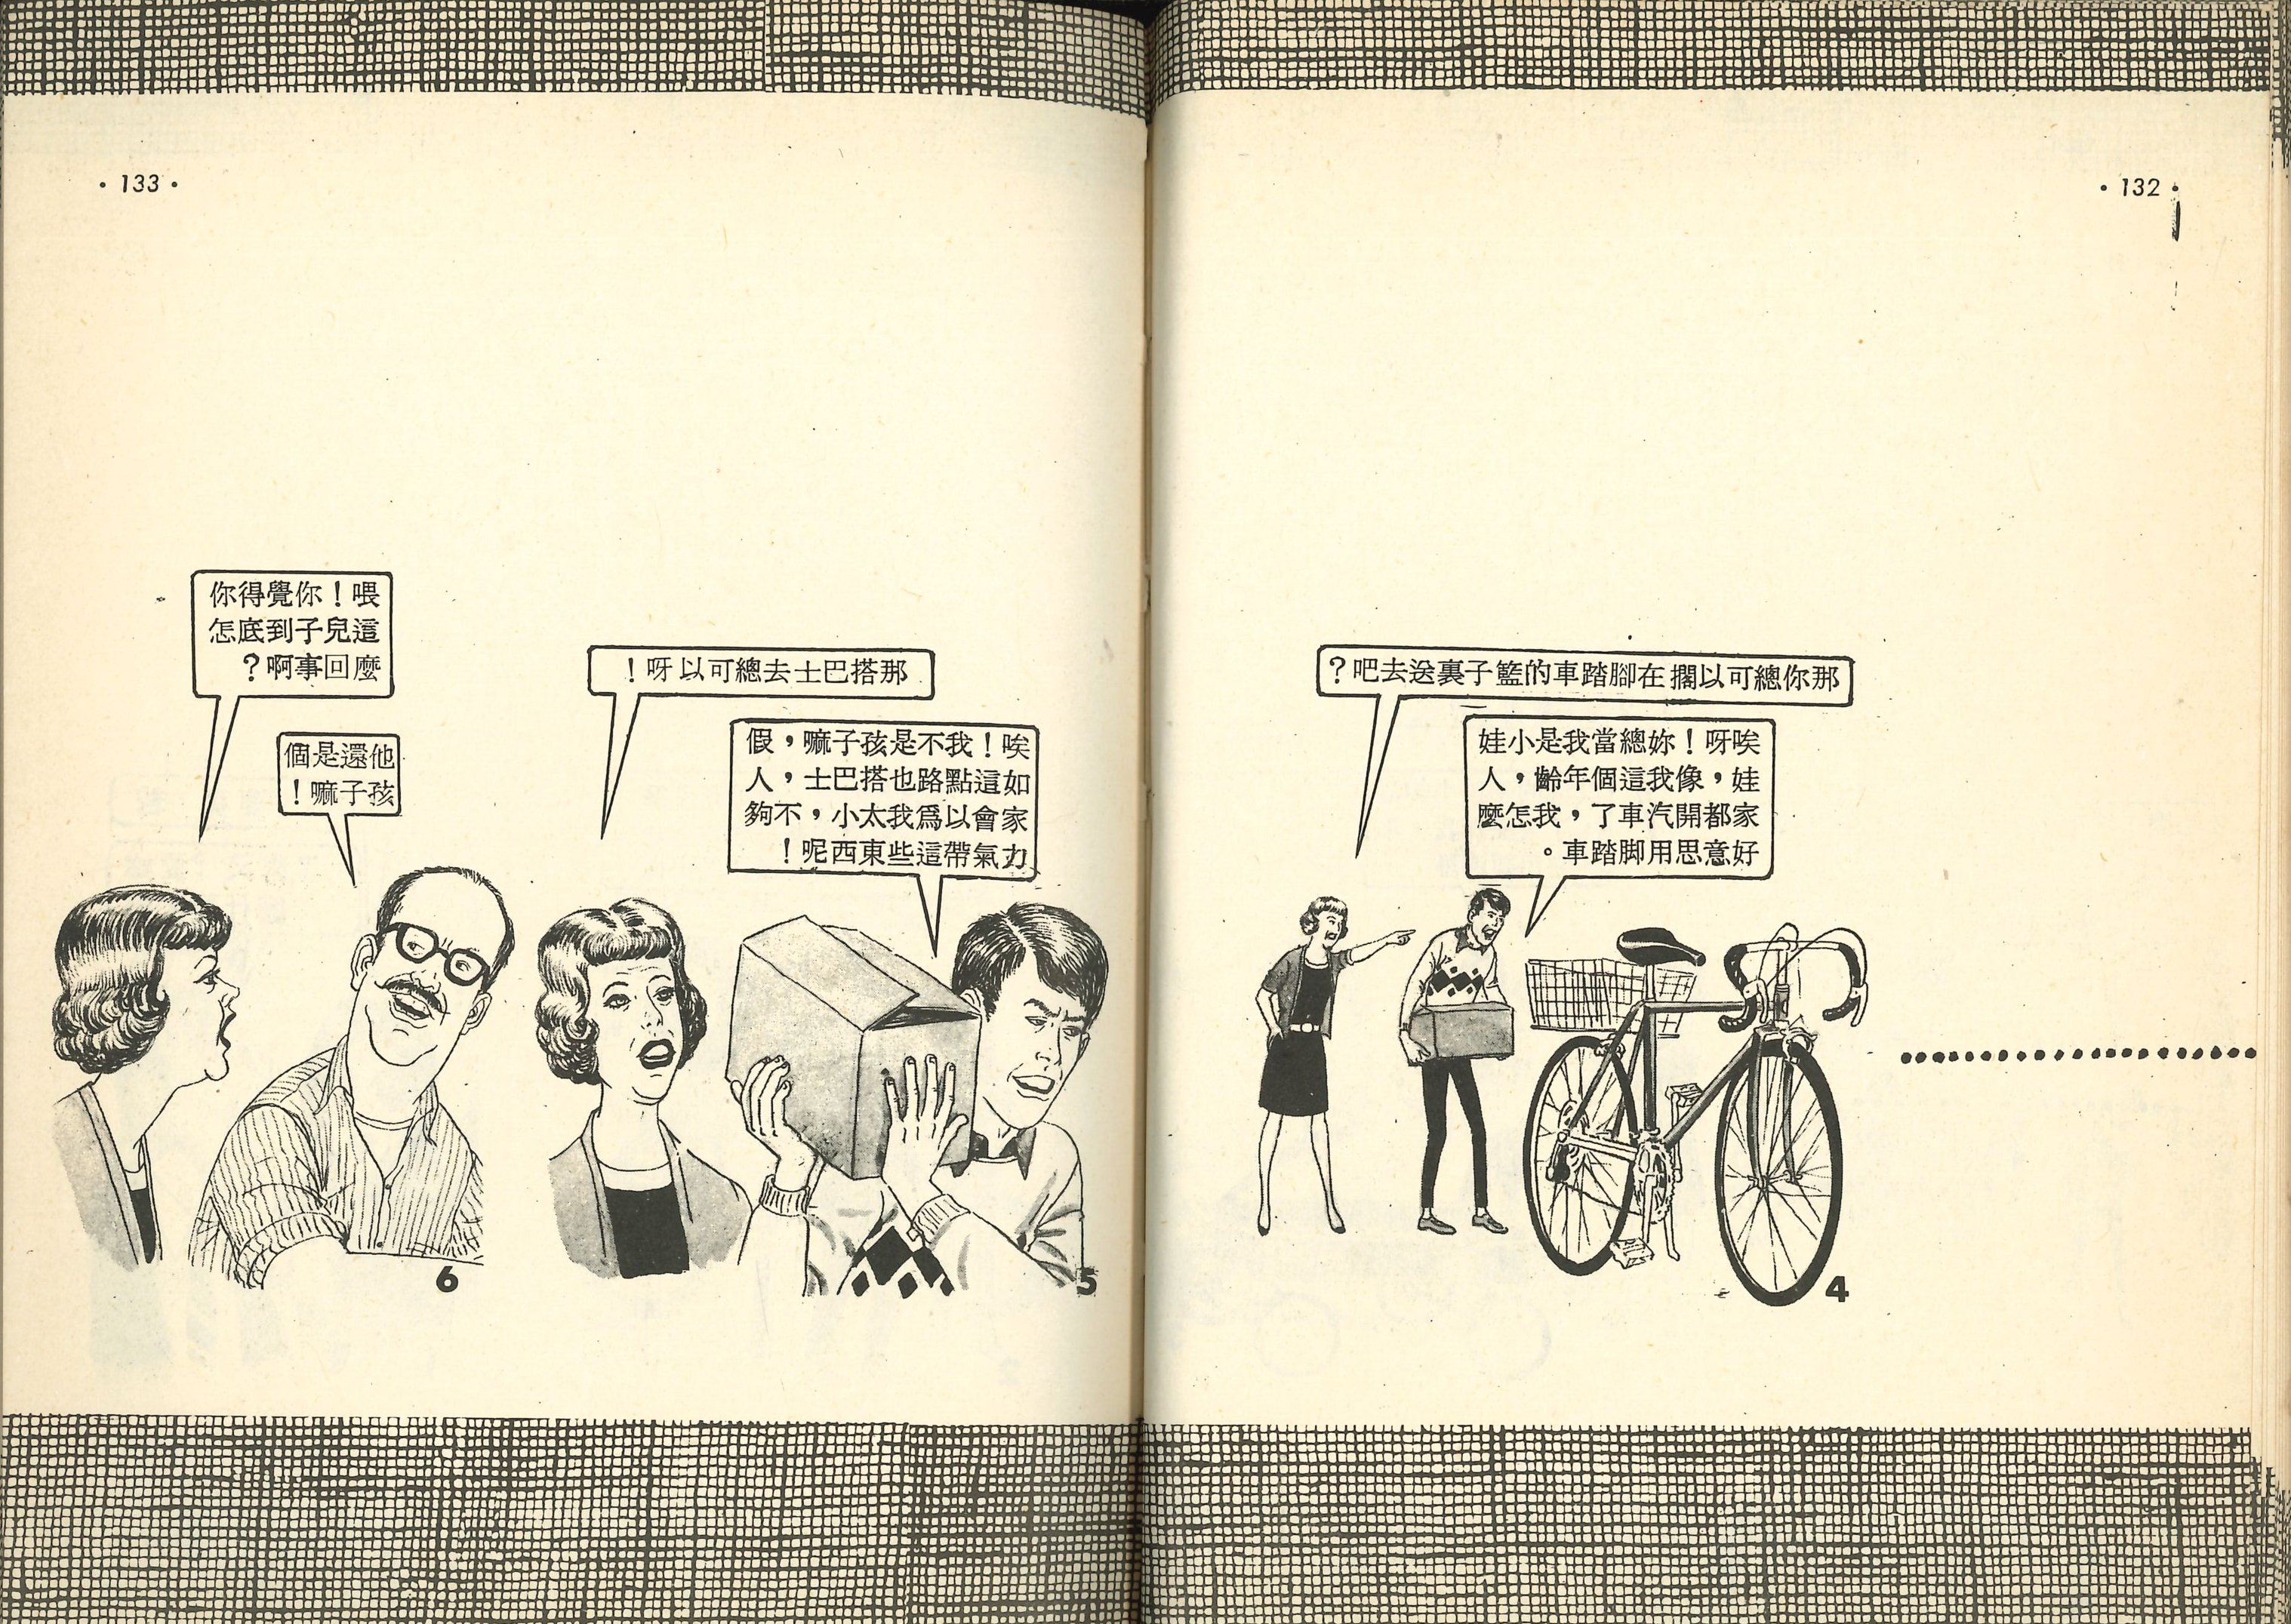 • 132 •
那你總可以擱在腳踏車的籃子裏送去吧？
唉呀！妳總當我是小娃
娃，像我這個年齡，人
家都開汽車了，我怎麼
好意思用脚踏車。
4
• 133 •
那搭巴士去總可以呀！
唉！我不是孩子嘛，假
如這點路也搭巴士，人
家會以爲我太小，不夠
力氣帶這些東西呢！
5
喂！你覺得你
這兒子到底怎
麼回事啊？
他還是個
孩子嘛！
6